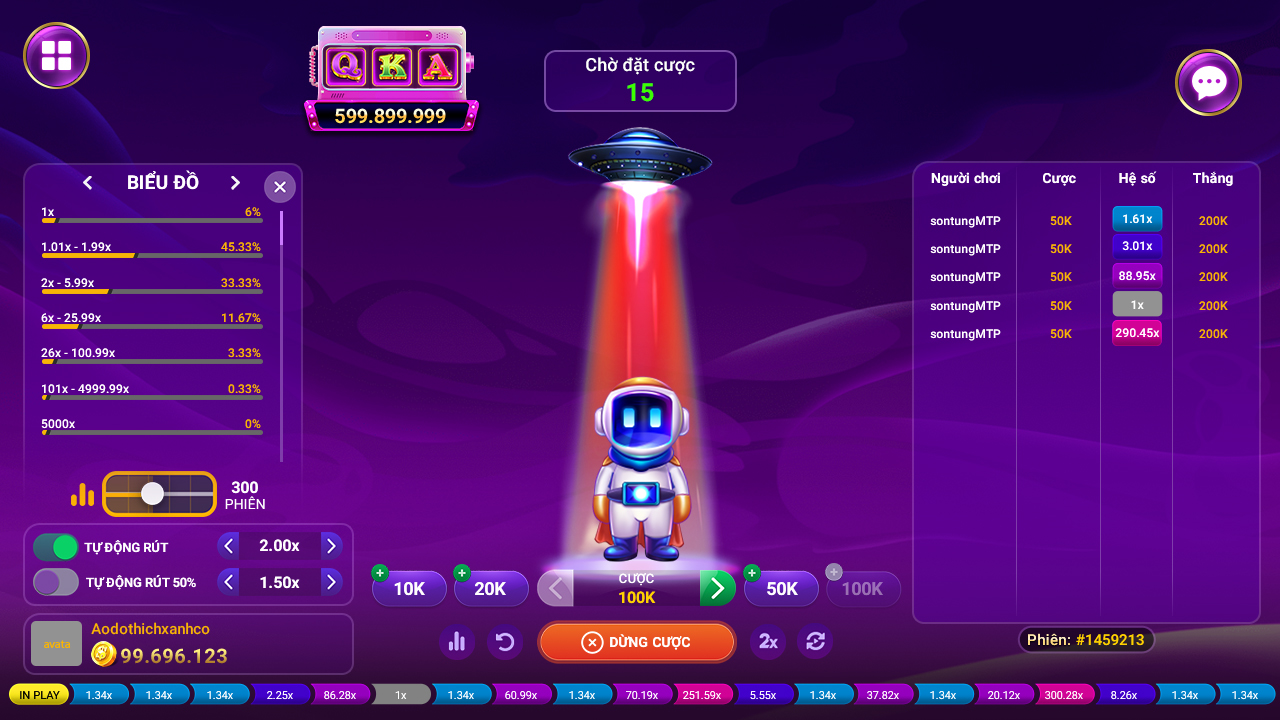 Q K A
599.899.999
Chờ đặt cược
15
BIỂU ĐỒ
1x 6%
1.01x - 1.99x 45.33%
2x - 5.99x 33.33%
6x - 25.99x 11.67%
26x - 100.99x 3.33%
101x - 4999.99x 0.33%
5000x 0%
300
PHIÊN
TỰ ĐỘNG RÚT 2.00x
TỰ ĐỘNG RÚT 50% 1.50x
avata
Aodothichxanhco
99.696.123
Người chơi Cược Hệ số Thắng
sontungMTP 50K 1.61x 200K
sontungMTP 50K 3.01x 200K
sontungMTP 50K 88.95x 200K
sontungMTP 50K 1x 200K
sontungMTP 50K 290.45x 200K
10K 20K
CƯỢC
100K
50K 100K
DỪNG CƯỢC
2x
Phiên: #1459213
IN PLAY 1.34x 1.34x 1.34x 2.25x 86.28x 1x 1.34x 60.99x 1.34x 70.19x 251.59x 5.55x 1.34x 37.82x 1.34x 20.12x 300.28x 8.26x 1.34x 1.34x